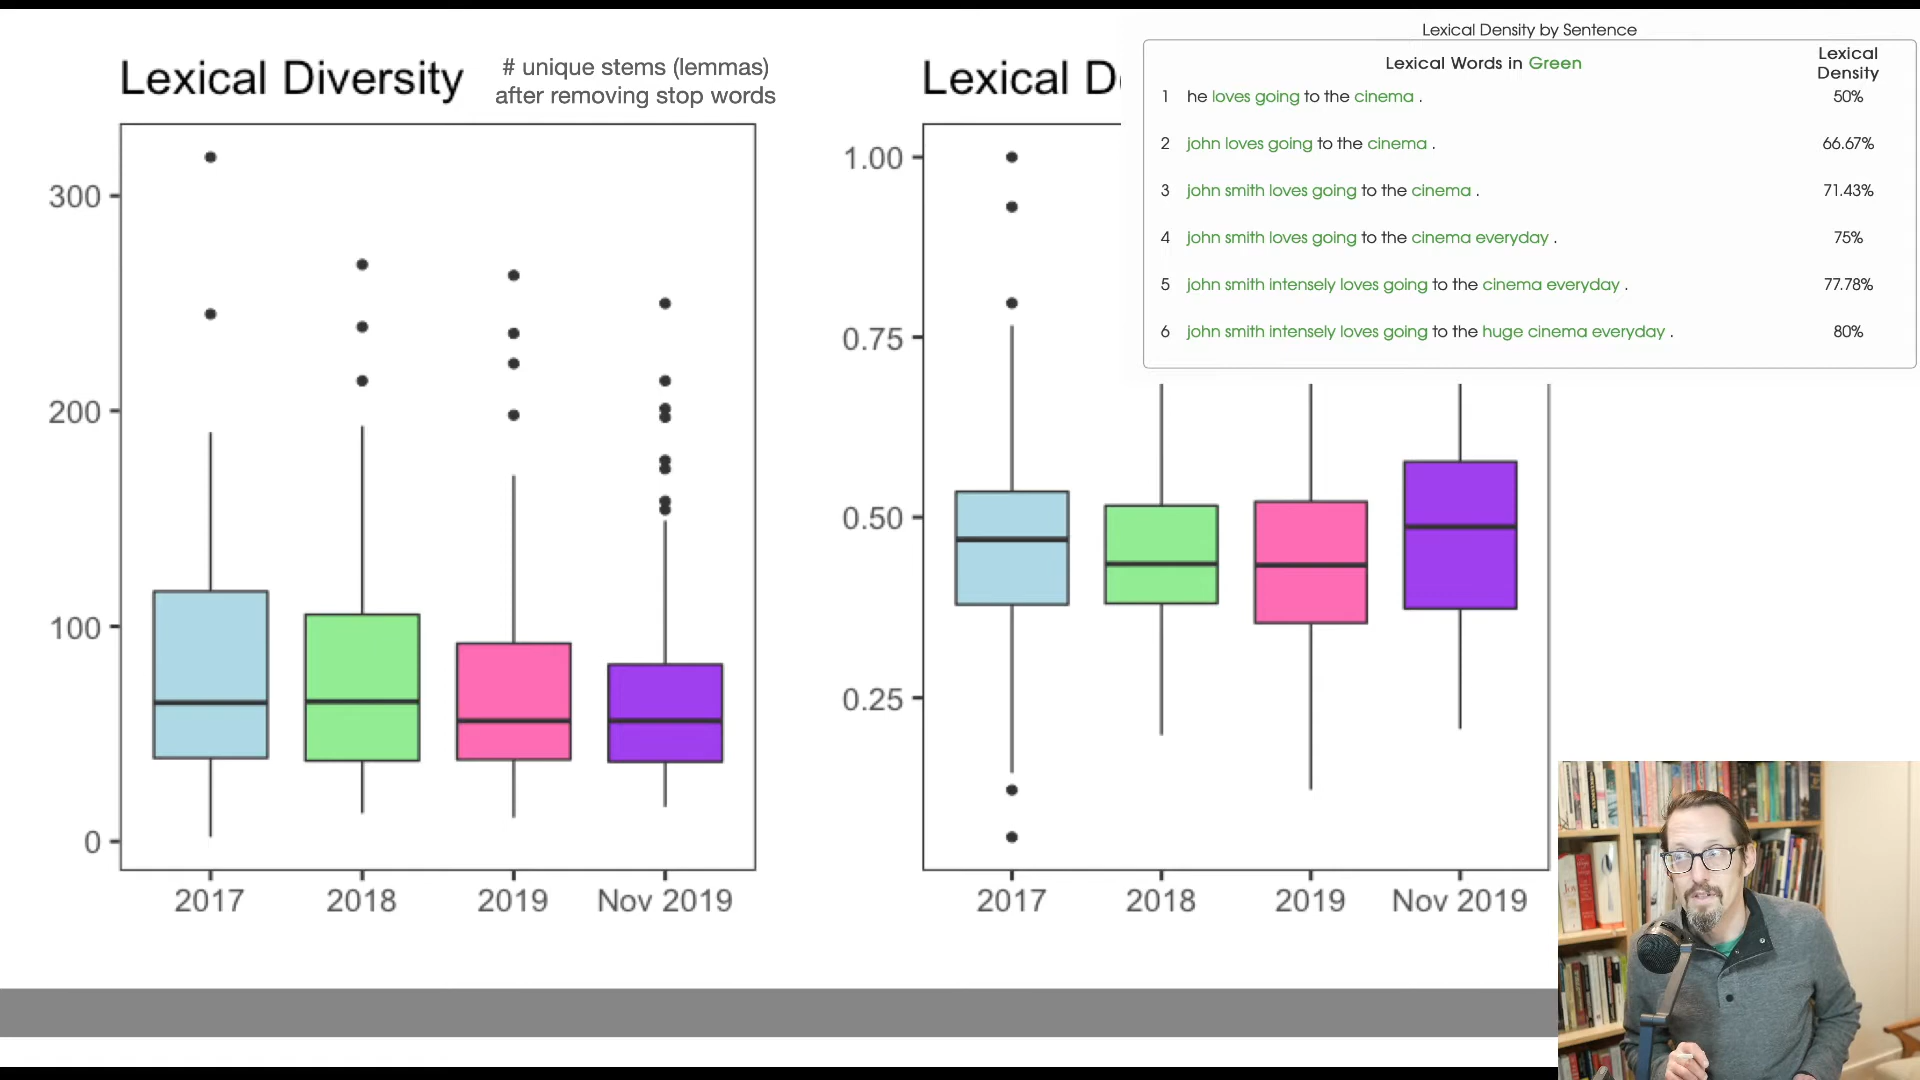 Lexical Diversity
# unique stems (lemmas)
after removing stop words
300
200
100
0
2017
2018
2019
Nov 2019
Lexical D
1.00
0.75
0.50
0.25
2017
2018
2019
Nov 2019
Lexical Density by Sentence
Lexical Words in Green
Lexical
Density
1 he loves going to the cinema . 50%
2 john loves going to the cinema . 66.67%
3 john smith loves going to the cinema . 71.43%
4 john smith loves going to the cinema everyday . 75%
5 john smith intensely loves going to the cinema everyday . 77.78%
6 john smith intensely loves going to the huge cinema everyday . 80%